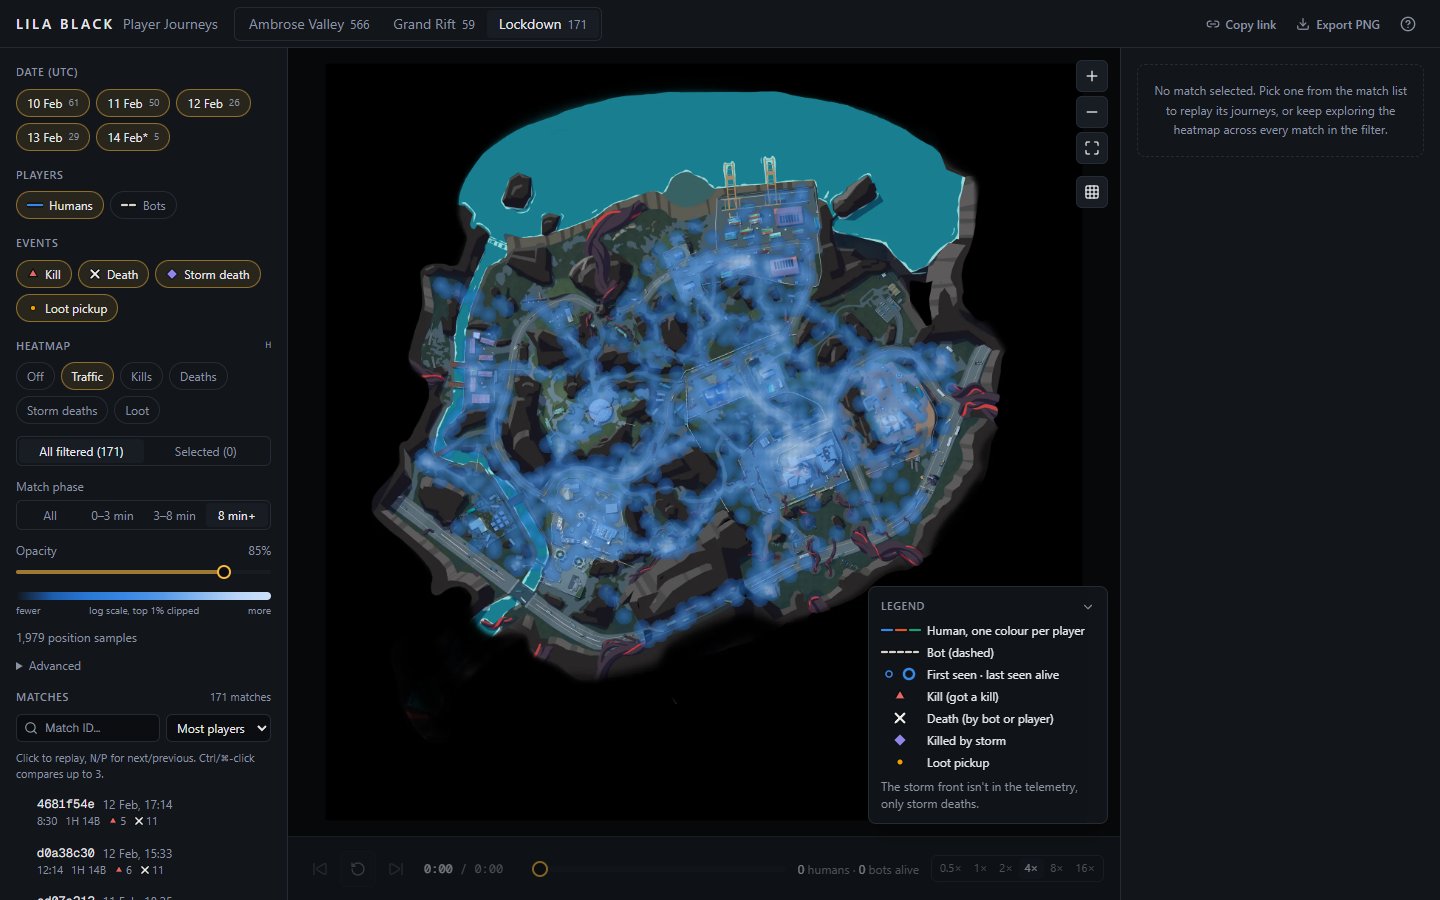 LILA BLACK Player Journeys Ambrose Valley 566 Grand Rift 59 Lockdown 171 Copy link Export PNG
DATE (UTC)
10 Feb 61 11 Feb 50 12 Feb 26
13 Feb 29 14 Feb* 5
PLAYERS
Humans Bots
EVENTS
Kill Death Storm death
Loot pickup
HEATMAP H
Off Traffic Kills Deaths
Storm deaths Loot
All filtered (171) Selected (0)
Match phase
All 0–3 min 3–8 min 8 min+
Opacity 85%
fewer log scale, top 1% clipped more
1,979 position samples
Advanced
MATCHES 171 matches
Match ID... Most players
Click to replay, N/P for next/previous. Ctrl/⌘-click
compares up to 3.
4681f54e 12 Feb, 17:14
8:30 1H 14B 5 11
d0a38c30 12 Feb, 15:33
12:14 1H 14B 6 11
No match selected. Pick one from the match list
to replay its journeys, or keep exploring the
heatmap across every match in the filter.
LEGEND
Human, one colour per player
Bot (dashed)
First seen · last seen alive
Kill (got a kill)
Death (by bot or player)
Killed by storm
Loot pickup
The storm front isn't in the telemetry,
only storm deaths.
0:00 / 0:00 0 humans · 0 bots alive 0.5× 1× 2× 4× 8× 16×